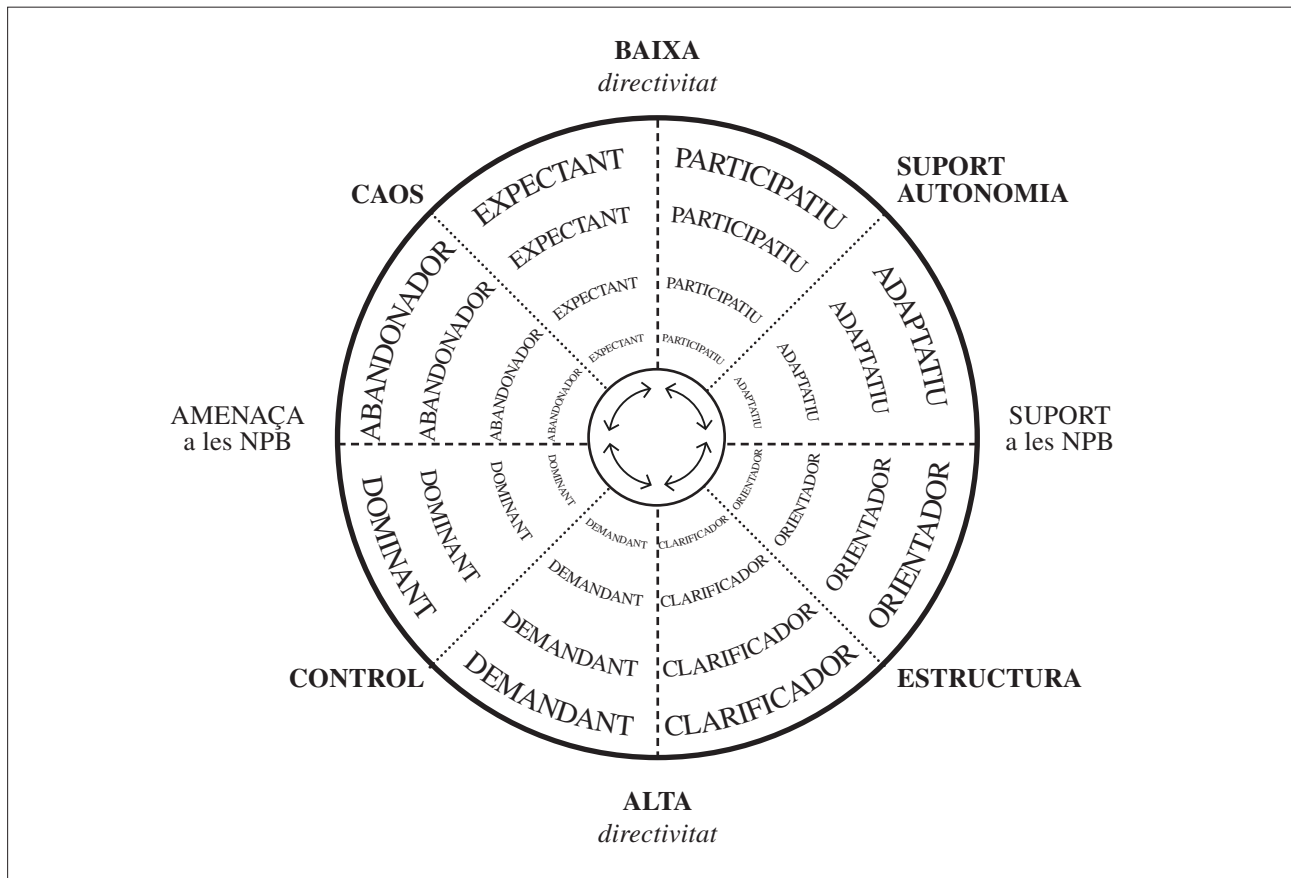 BAIXA
directivitat
CAOS
SUPORT
AUTONOMIA
EXPECTANT
PARTICIPATIU
EXPECTANT
PARTICIPATIU
EXPECTANT
PARTICIPATIU
EXPECTANT
PARTICIPATIU
ABANDONADOR
ABANDONADOR
ABANDONADOR
ABANDONADOR
ADAPTATIU
ADAPTATIU
ADAPTATIU
ADAPTATIU
AMENAÇA
a les NPB
SUPORT
a les NPB
DOMINANT
DOMINANT
DOMINANT
DOMINANT
ORIENTADOR
ORIENTADOR
ORIENTADOR
ORIENTADOR
DEMANDANT
CLARIFICADOR
DEMANDANT
CLARIFICADOR
DEMANDANT
CLARIFICADOR
DEMANDANT
CLARIFICADOR
CONTROL
ESTRUCTURA
ALTA
directivitat